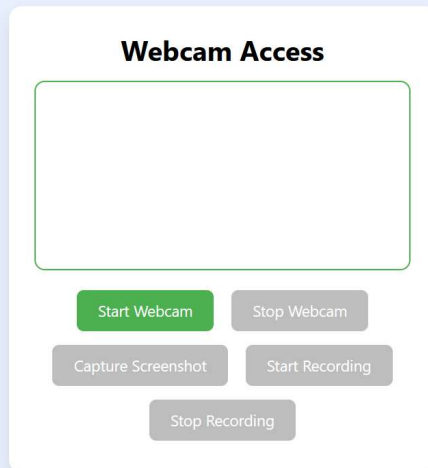 Webcam Access
Start Webcam
Stop Webcam
Capture Screenshot
Start Recording
Stop Recording